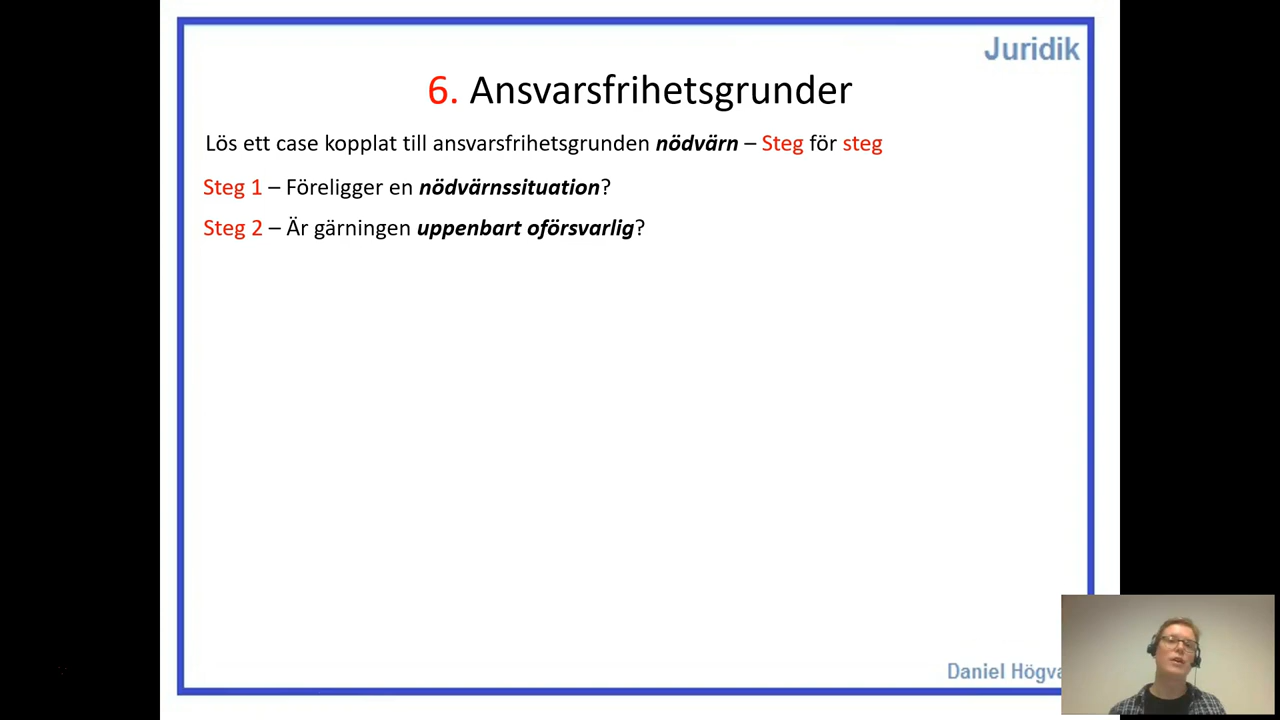 Juridik
6. Ansvarsfrihetsgrunder
Lös ett case kopplat till ansvarsfrihetsgrunden nödvärn – Steg för steg
Steg 1 – Föreligger en nödvärnssituation?
Steg 2 – Är gärningen uppenbart oförsvarlig?
Daniel